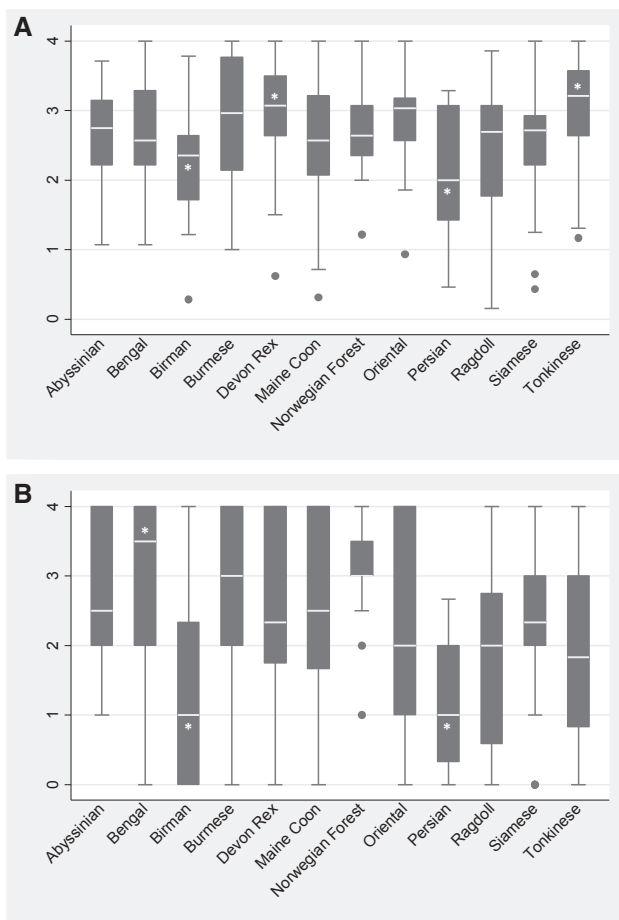 A
4
3
2
1
0
Abyssinian
Bengal
Birman
Burmese
Devon Rex
Maine Coon
Norwegian Forest
Oriental
Persian
Ragdoll
Siamese
Tonkinese
* * * *
B
4
3
2
1
0
Abyssinian
Bengal
Birman
Burmese
Devon Rex
Maine Coon
Norwegian Forest
Oriental
Persian
Ragdoll
Siamese
Tonkinese
* * *